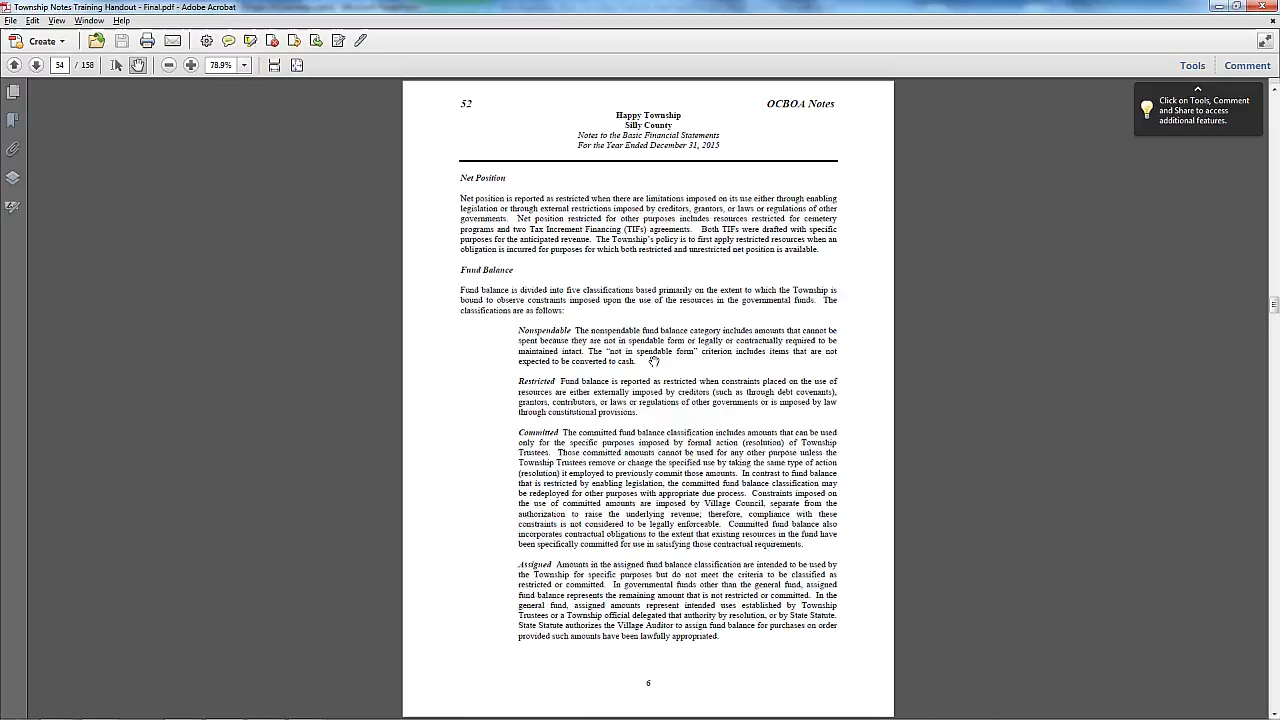 Township Notes Training Handout - Final.pdf - Adobe Acrobat
File Edit View Window Help
Create
54 / 158 78.9% Tools Comment
Click on Tools, Comment
and Share to access
additional features.
52 OCBOA Notes
Happy Township
Silly County
Notes to the Basic Financial Statements
For the Year Ended December 31, 2015
Net Position
Net position is reported as restricted when there are limitations imposed on its use either through enabling
legislation or through external restrictions imposed by creditors, grantors, or laws or regulations of other
governments. Net position restricted for other purposes includes resources restricted for cemetery
programs and two Tax Increment Financing (TIFs) agreements. Both TIFs were drafted with specific
purposes for the anticipated revenue. The Township's policy is to first apply restricted resources when an
obligation is incurred for purposes for which both restricted and unrestricted net position is available.
Fund Balance
Fund balance is divided into five classifications based primarily on the extent to which the Township is
bound to observe constraints imposed upon the use of the resources in the governmental funds. The
classifications are as follows:
Nonspendable The nonspendable fund balance category includes amounts that cannot be
spent because they are not in spendable form or legally or contractually required to be
maintained intact. The "not in spendable form" criterion includes items that are not
expected to be converted to cash.
Restricted Fund balance is reported as restricted when constraints placed on the use of
resources are either externally imposed by creditors (such as through debt covenants),
grantors, contributors, or laws or regulations of other governments or is imposed by law
through constitutional provisions.
Committed The committed fund balance classification includes amounts that can be used
only for the specific purposes imposed by formal action (resolution) of Township
Trustees. Those committed amounts cannot be used for any other purpose unless the
Township Trustees remove or change the specified use by taking the same type of action
(resolution) it employed to previously commit those amounts. In contrast to fund balance
that is restricted by enabling legislation, the committed fund balance classification may
be redeployed for other purposes with appropriate due process. Constraints imposed on
the use of committed amounts are imposed by Village Council, separate from the
authorization to raise the underlying revenue; therefore, compliance with these
constraints is not considered to be legally enforceable. Committed fund balance also
incorporates contractual obligations to the extent that existing resources in the fund have
been specifically committed for use in satisfying those contractual requirements.
Assigned Amounts in the assigned fund balance classification are intended to be used by
the Township for specific purposes but do not meet the criteria to be classified as
restricted or committed. In governmental funds other than the general fund, assigned
fund balance represents the remaining amount that is not restricted or committed. In the
general fund, assigned amounts represent intended uses established by Township
Trustees or a Township official delegated that authority by resolution, or by State Statute.
State Statute authorizes the Village Auditor to assign fund balance for purchases on order
provided such amounts have been lawfully appropriated.
6